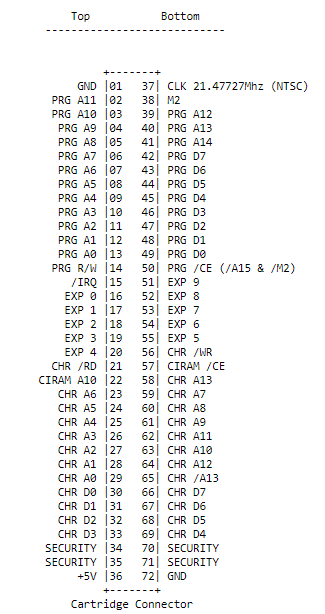 Top Bottom
----------------------------
+-------+
GND |01 37| CLK 21.47727Mhz (NTSC)
PRG A11 |02 38| M2
PRG A10 |03 39| PRG A12
PRG A9 |04 40| PRG A13
PRG A8 |05 41| PRG A14
PRG A7 |06 42| PRG D7
PRG A6 |07 43| PRG D6
PRG A5 |08 44| PRG D5
PRG A4 |09 45| PRG D4
PRG A3 |10 46| PRG D3
PRG A2 |11 47| PRG D2
PRG A1 |12 48| PRG D1
PRG A0 |13 49| PRG D0
PRG R/W |14 50| PRG /CE (/A15 & /M2)
/IRQ |15 51| EXP 9
EXP 0 |16 52| EXP 8
EXP 1 |17 53| EXP 7
EXP 2 |18 54| EXP 6
EXP 3 |19 55| EXP 5
EXP 4 |20 56| CHR /WR
CHR /RD |21 57| CIRAM /CE
CIRAM A10 |22 58| CHR A13
CHR A6 |23 59| CHR A7
CHR A5 |24 60| CHR A8
CHR A4 |25 61| CHR A9
CHR A3 |26 62| CHR A11
CHR A2 |27 63| CHR A10
CHR A1 |28 64| CHR A12
CHR A0 |29 65| CHR /A13
CHR D0 |30 66| CHR D7
CHR D1 |31 67| CHR D6
CHR D2 |32 68| CHR D5
CHR D3 |33 69| CHR D4
SECURITY |34 70| SECURITY
SECURITY |35 71| SECURITY
+5V |36 72| GND
+-------+
Cartridge Connector